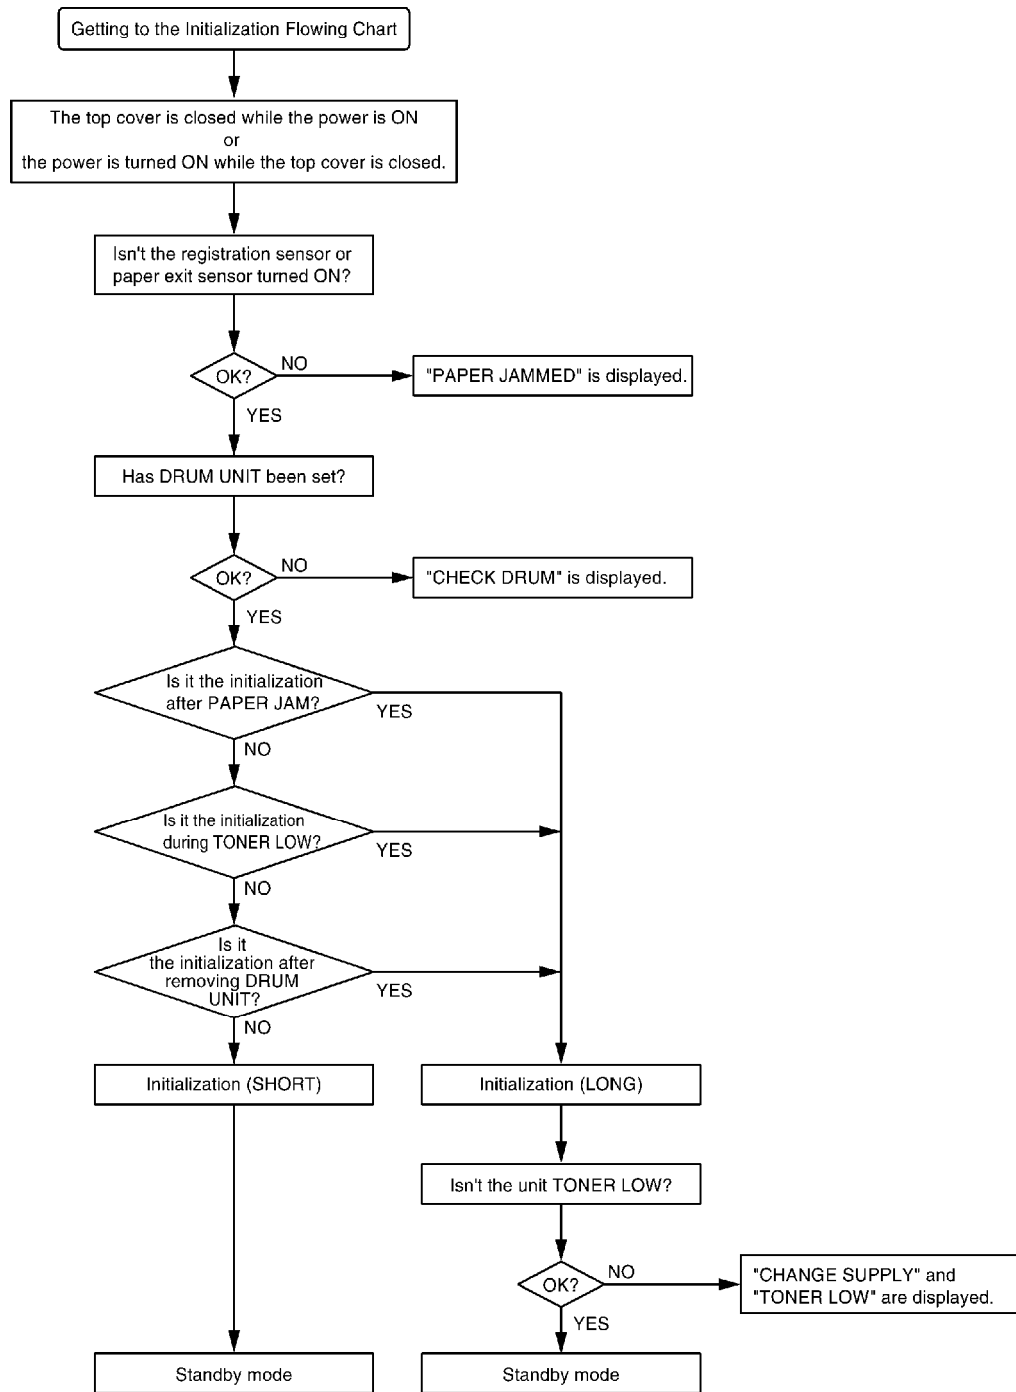 Getting to the Initialization Flowing Chart
The top cover is closed while the power is ON
or
the power is turned ON while the top cover is closed.
Isn't the registration sensor or
paper exit sensor turned ON?
OK?
NO
"PAPER JAMMED" is displayed.
YES
Has DRUM UNIT been set?
OK?
NO
"CHECK DRUM" is displayed.
YES
Is it the initialization
after PAPER JAM?
YES
NO
Is it the initialization
during TONER LOW?
YES
NO
Is it
the initialization after
removing DRUM
UNIT?
YES
NO
Initialization (SHORT)
Initialization (LONG)
Isn't the unit TONER LOW?
OK?
NO
"CHANGE SUPPLY" and
"TONER LOW" are displayed.
YES
Standby mode
Standby mode